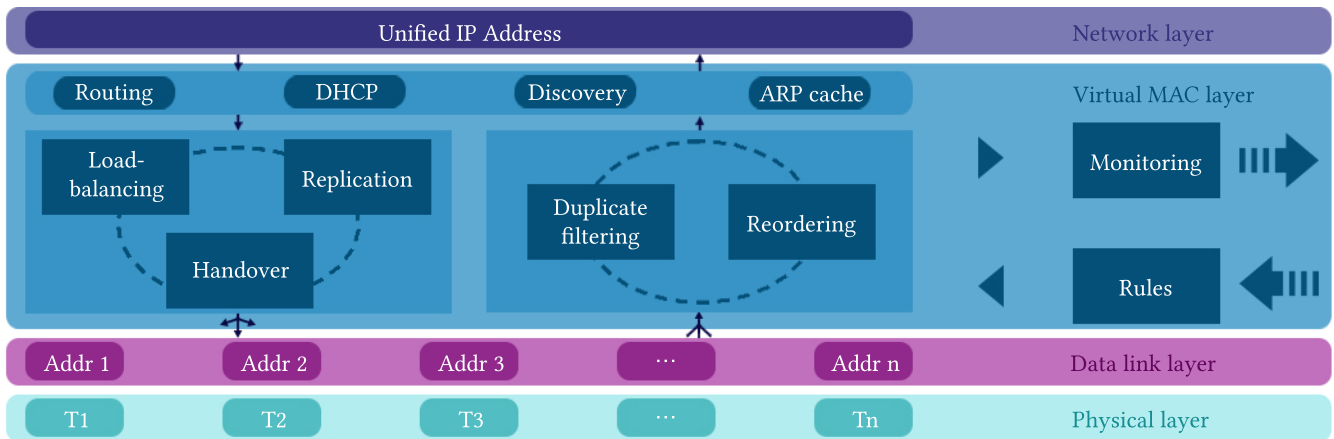 Unified IP Address
Network layer
Routing
DHCP
Discovery
ARP cache
Virtual MAC layer
Load-
balancing
Replication
Handover
Duplicate
filtering
Reordering
Monitoring
Rules
Addr 1
Addr 2
Addr 3
...
Addr n
Data link layer
T1
T2
T3
...
Tn
Physical layer